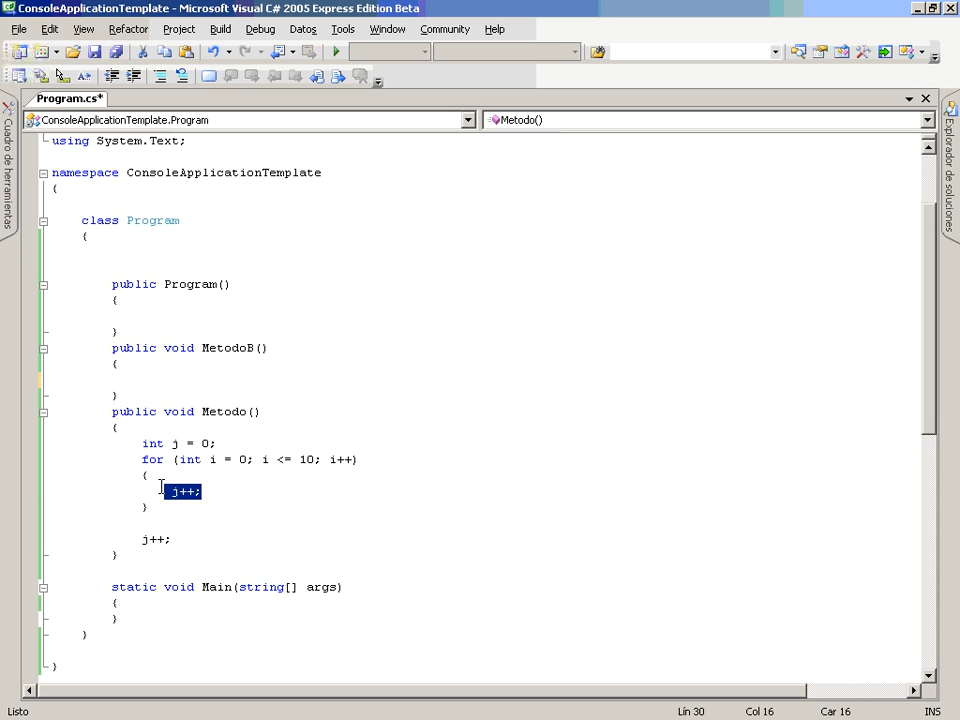 ConsoleApplicationTemplate - Microsoft Visual C# 2005 Express Edition Beta
File Edit View Refactor Project Build Debug Datos Tools Window Community Help
Program.cs*
ConsoleApplicationTemplate.Program Metodo()
Cuadro de herramientas
Explorador de soluciones
using System.Text;
namespace ConsoleApplicationTemplate
{
class Program
{
public Program()
{
}
public void MetodoB()
{
}
public void Metodo()
{
int j = 0;
for (int i = 0; i <= 10; i++)
{
j++;
}
j++;
}
static void Main(string[] args)
{
}
}
}
Listo Lín 30 Col 16 Car 16 INS